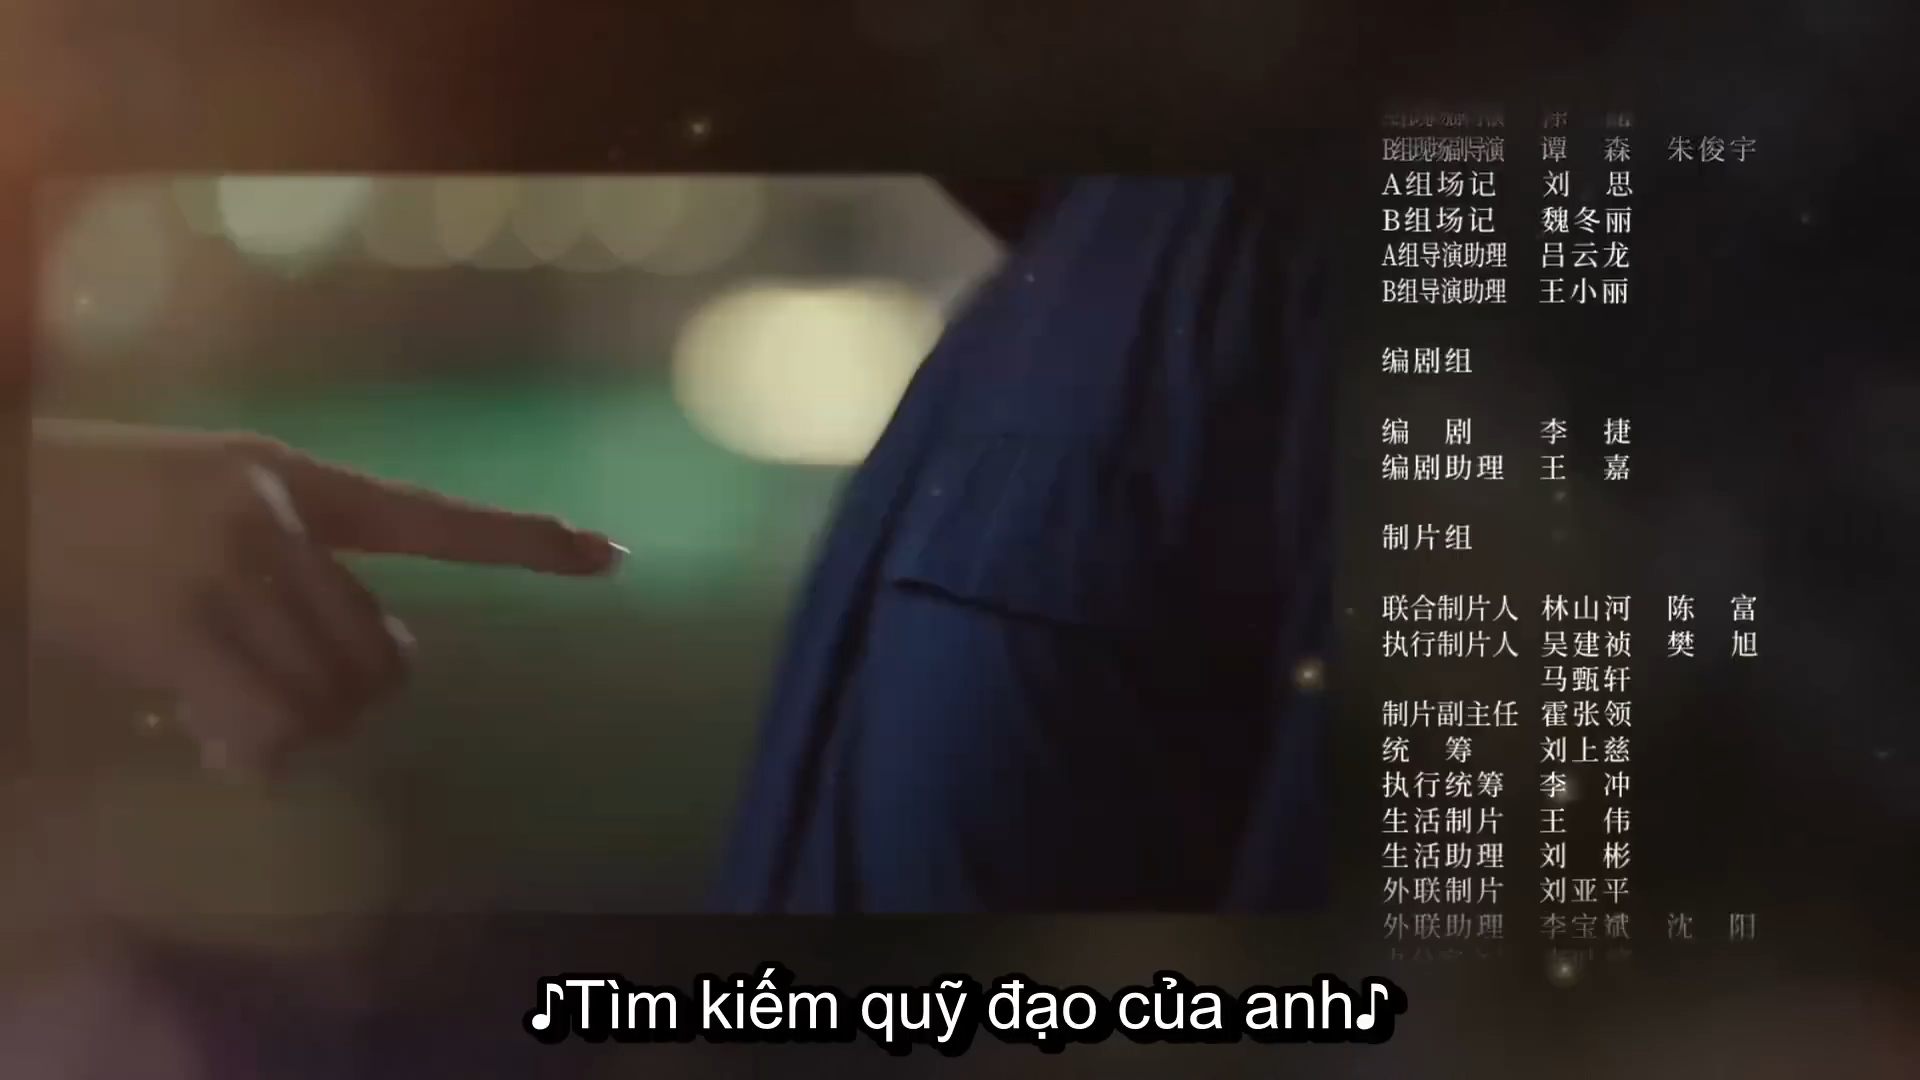 B组现场副导演 谭 森 朱俊宇
A组场记 刘 思
B组场记 魏冬丽
A组导演助理 吕云龙
B组导演助理 王小丽
编剧组
编 剧 李 捷
编剧助理 王 嘉
制片组
联合制片人 林山河 陈 富
执行制片人 吴建祯 樊 旭
马甄轩
制片副主任 霍张领
统 筹 刘上慈
执行统筹 李 冲
生活制片 王 伟
生活助理 刘 彬
外联制片 刘亚平
外联助理 李宝斌 沈 阳
♪Tìm kiếm quỹ đạo của anh♪